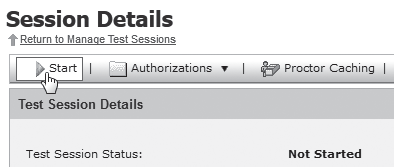 Session Details
Return to Manage Test Sessions
Start | Authorizations | Proctor Caching |
Test Session Details
Test Session Status: Not Started